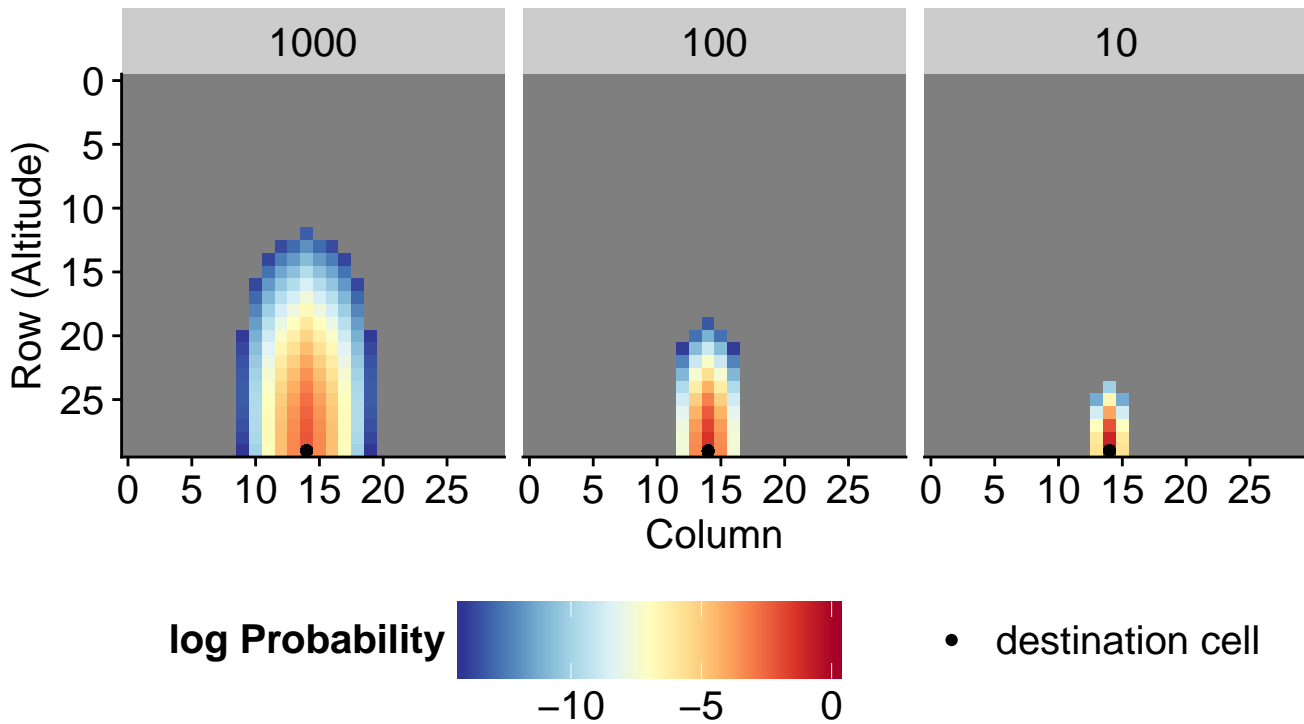 1000 100 10
0
5
10
15
20
25
Row (Altitude)
0 5 10 15 20 25 0 5 10 15 20 25 0 5 10 15 20 25
Column
log Probability
−10 −5 0
destination cell